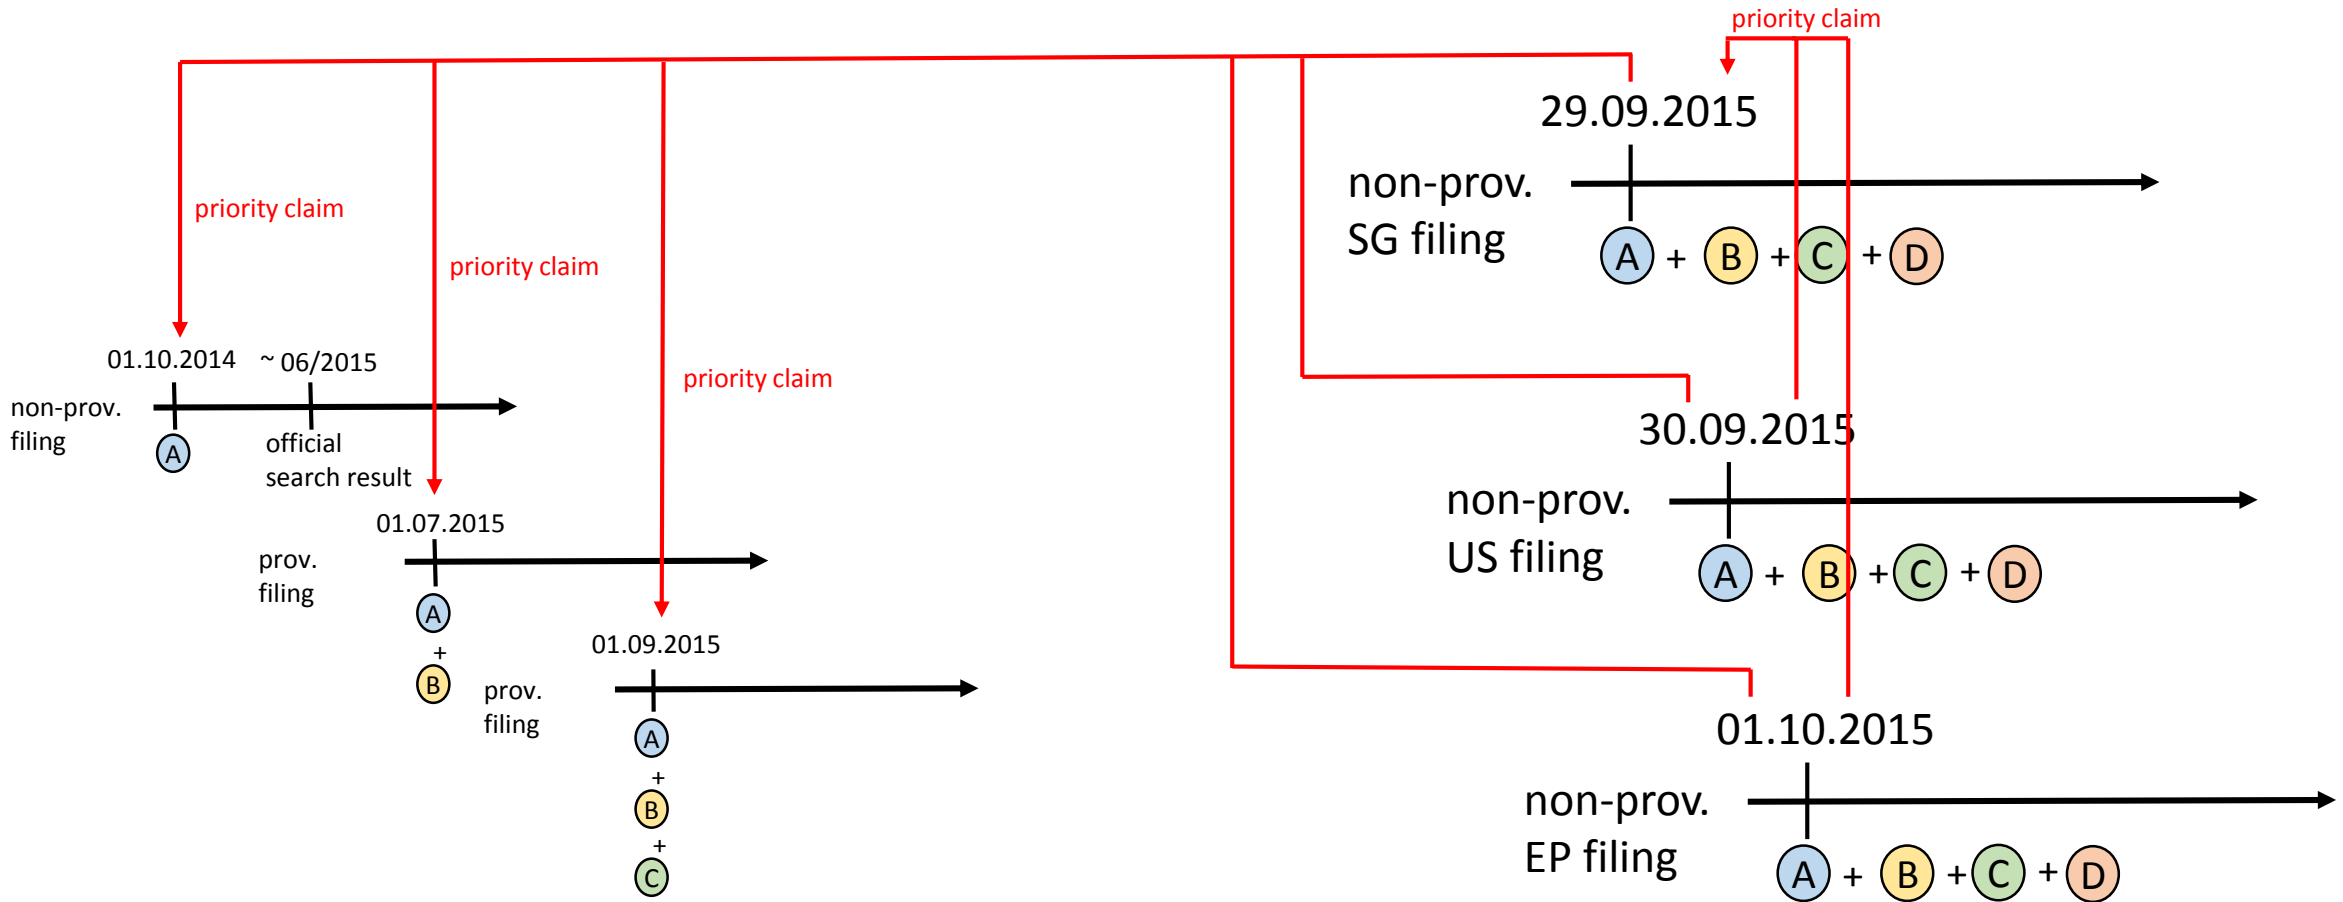 priority claim
29.09.2015
non-prov.
SG filing
A + B + C + D
priority claim
priority claim
priority claim
01.10.2014 ~ 06/2015
non-prov.
filing
A
official
search result
01.07.2015
prov.
filing
A
+
B
01.09.2015
prov.
filing
A
+
B
+
C
30.09.2015
non-prov.
US filing
A + B + C + D
01.10.2015
non-prov.
EP filing
A + B + C + D